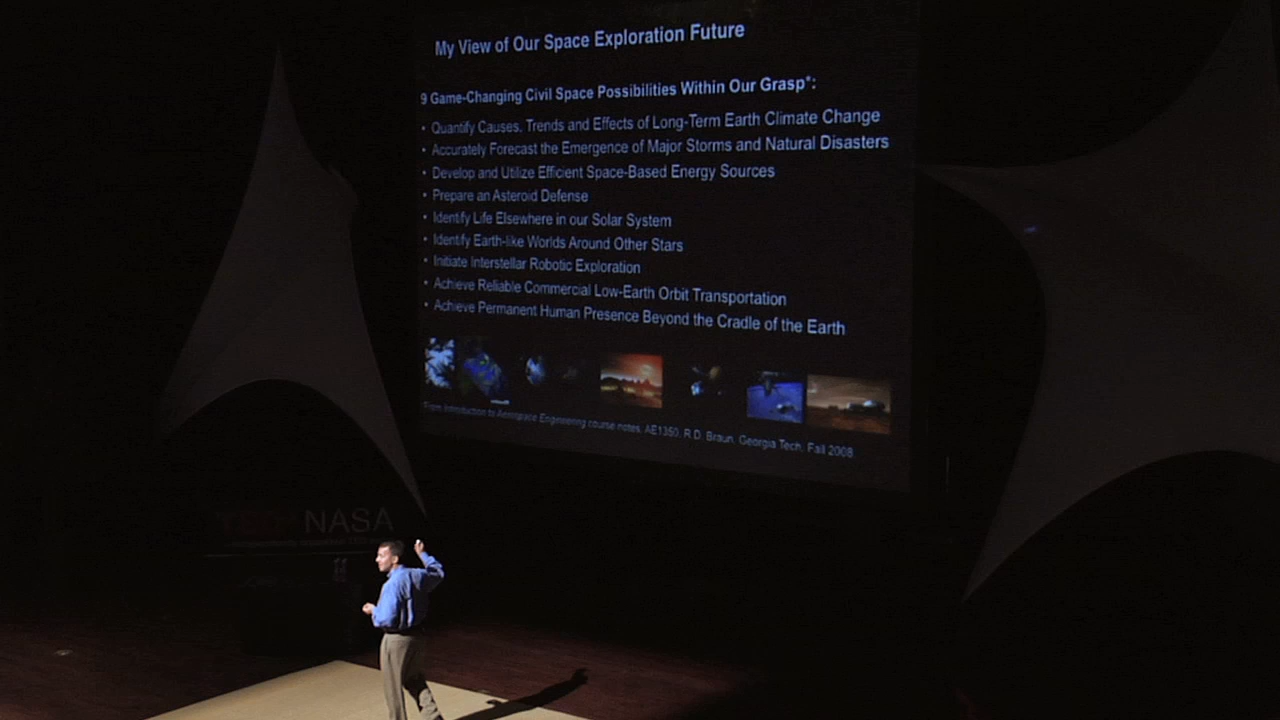 My View of Our Space Exploration Future
9 Game-Changing Civil Space Possibilities Within Our Grasp*:
• Quantify Causes, Trends and Effects of Long-Term Earth Climate Change
• Accurately Forecast the Emergence of Major Storms and Natural Disasters
• Develop and Utilize Efficient Space-Based Energy Sources
• Prepare an Asteroid Defense
• Identify Life Elsewhere in our Solar System
• Identify Earth-like Worlds Around Other Stars
• Initiate Interstellar Robotic Exploration
• Achieve Reliable Commercial Low-Earth Orbit Transportation
• Achieve Permanent Human Presence Beyond the Cradle of the Earth
From Introduction to Aerospace Engineering course notes, AE1350, R.D. Braun, Georgia Tech, Fall 2008
TEDxNASA